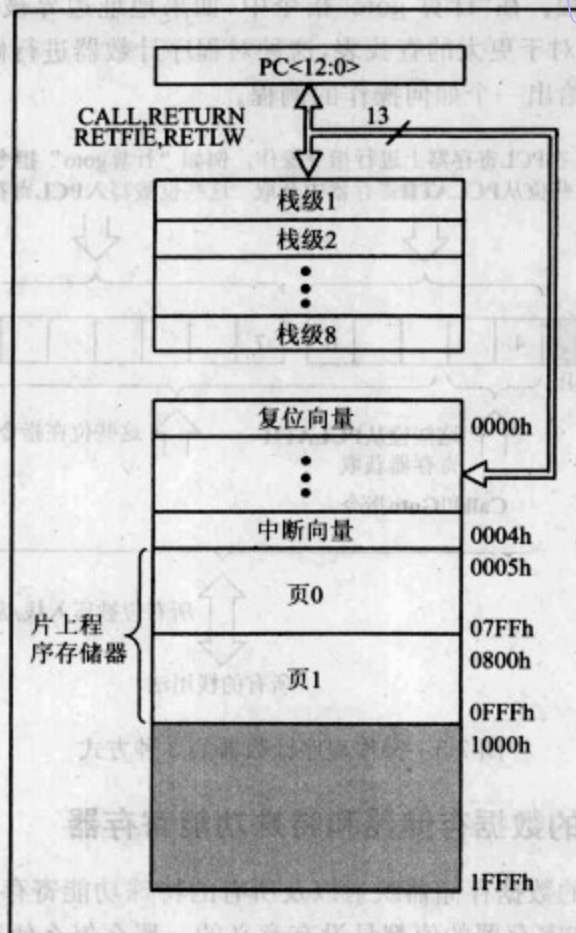 PC<12:0>
CALL,RETURN
RETFIE,RETLW
13
栈级1
栈级2
栈级8
复位向量
0000h
中断向量
0004h
0005h
页0
07FFh
片上程
序存储器
0800h
页1
0FFFh
1000h
1FFFh